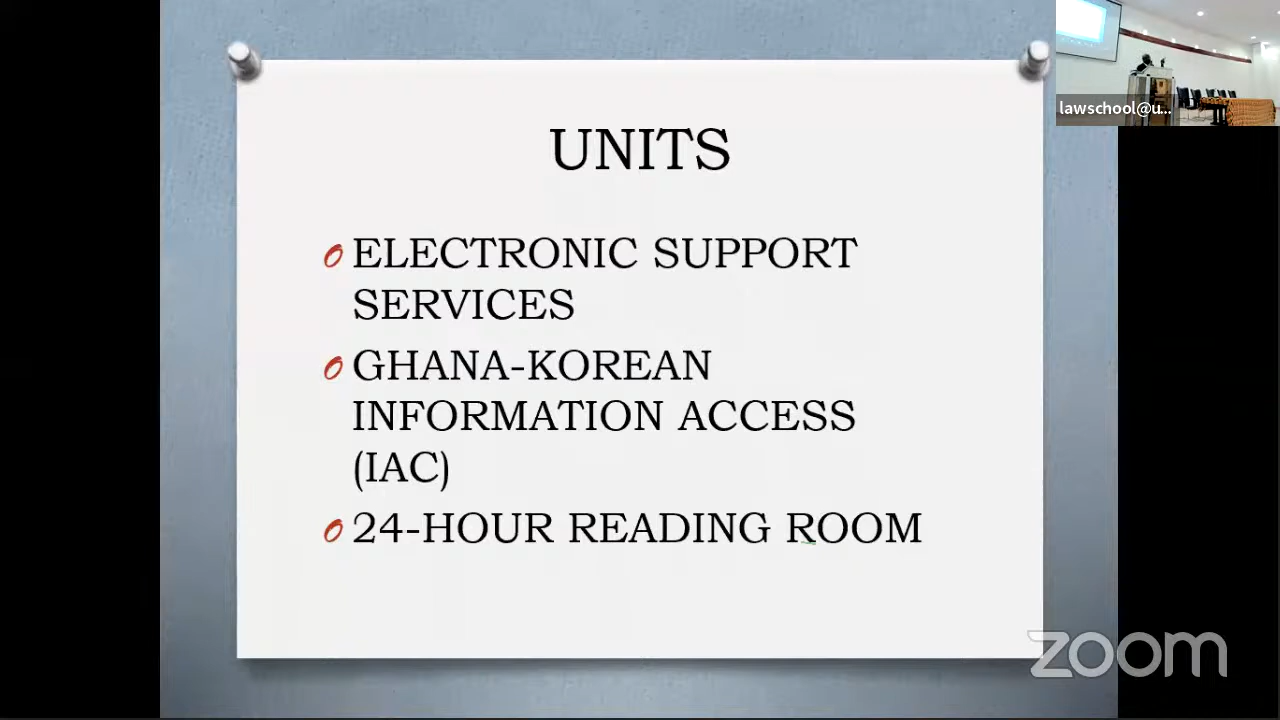 lawschool@u...
UNITS
ELECTRONIC SUPPORT
SERVICES
GHANA-KOREAN
INFORMATION ACCESS
(IAC)
24-HOUR READING ROOM
zoom